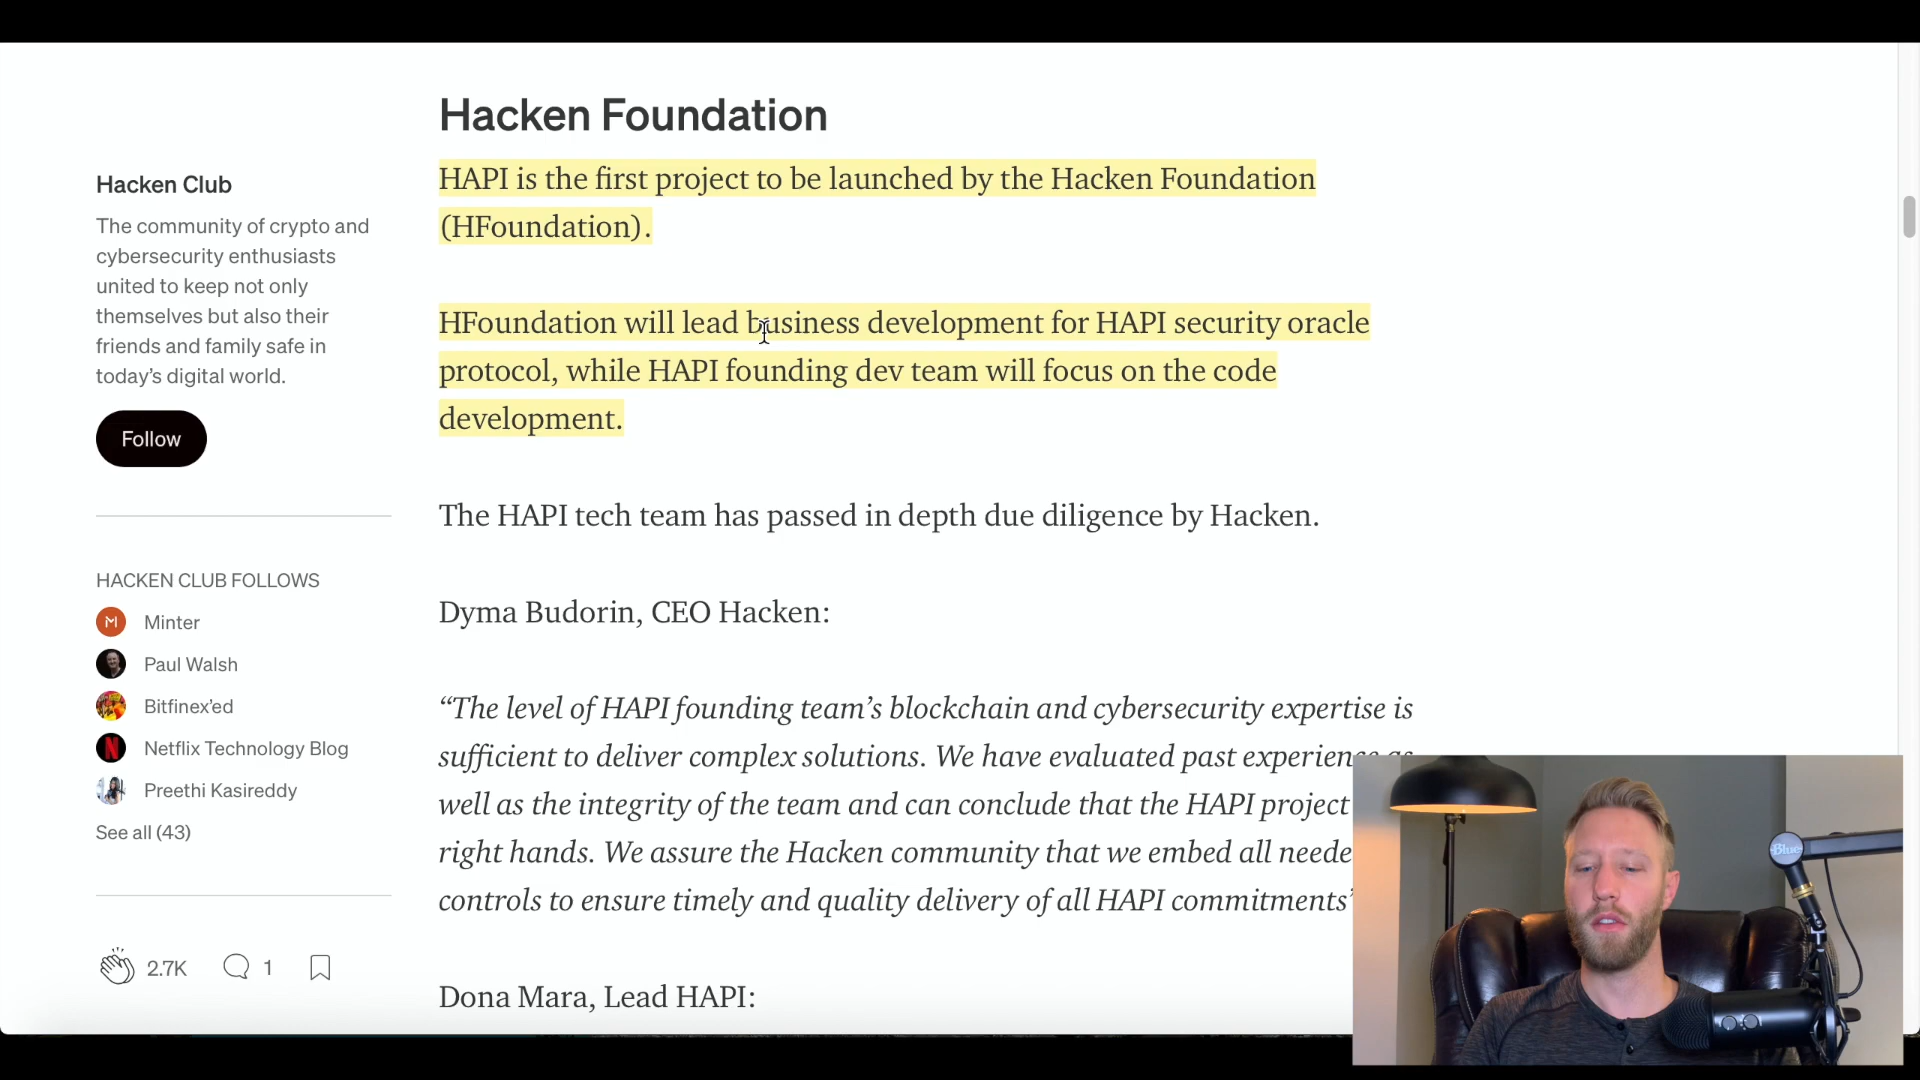 Hacken Foundation
HAPI is the first project to be launched by the Hacken Foundation
(HFoundation).
HFoundation will lead business development for HAPI security oracle
protocol, while HAPI founding dev team will focus on the code
development.
The HAPI tech team has passed in depth due diligence by Hacken.
Dyma Budorin, CEO Hacken:
“The level of HAPI founding team’s blockchain and cybersecurity expertise is
sufficient to deliver complex solutions. We have evaluated past experience as
well as the integrity of the team and can conclude that the HAPI project
right hands. We assure the Hacken community that we embed all neede
controls to ensure timely and quality delivery of all HAPI commitments”
Dona Mara, Lead HAPI:
Hacken Club
The community of crypto and
cybersecurity enthusiasts
united to keep not only
themselves but also their
friends and family safe in
today’s digital world.
Follow
HACKEN CLUB FOLLOWS
M Minter
Paul Walsh
Bitfinex’ed
N Netflix Technology Blog
Preethi Kasireddy
See all (43)
2.7K 1
Blue